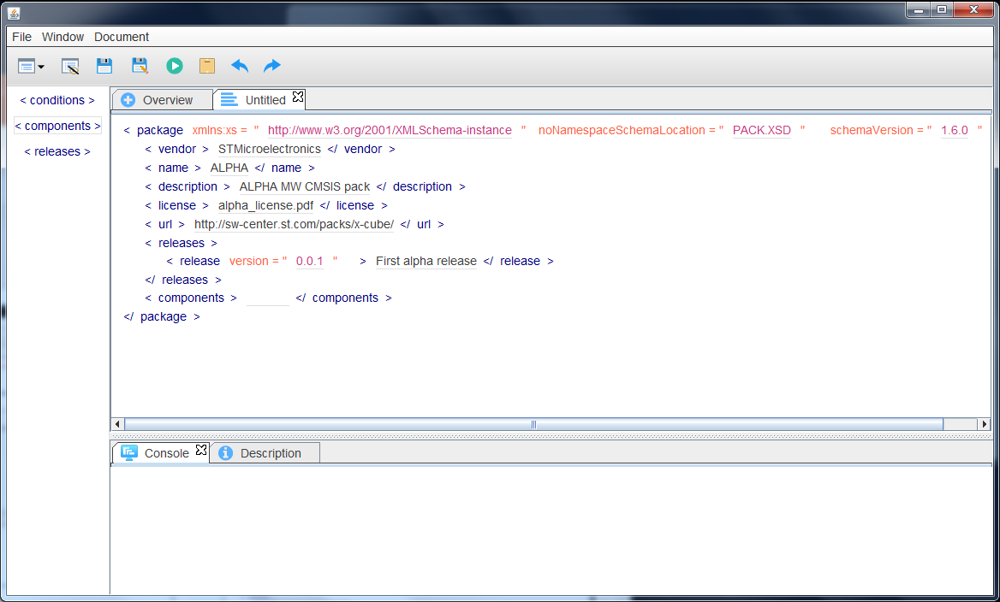 File Window Document
< conditions >
< components >
< releases >
Overview Untitled
< package xmlns:xs = " http://www.w3.org/2001/XMLSchema-instance " noNamespaceSchemaLocation = " PACK.XSD " schemaVersion = " 1.6.0 "
< vendor > STMicroelectronics </ vendor >
< name > ALPHA </ name >
< description > ALPHA MW CMSIS pack </ description >
< license > alpha_license.pdf </ license >
< url > http://sw-center.st.com/packs/x-cube/ </ url >
< releases >
< release version = " 0.0.1 " > First alpha release </ release >
</ releases >
< components > </ components >
</ package >
Console Description